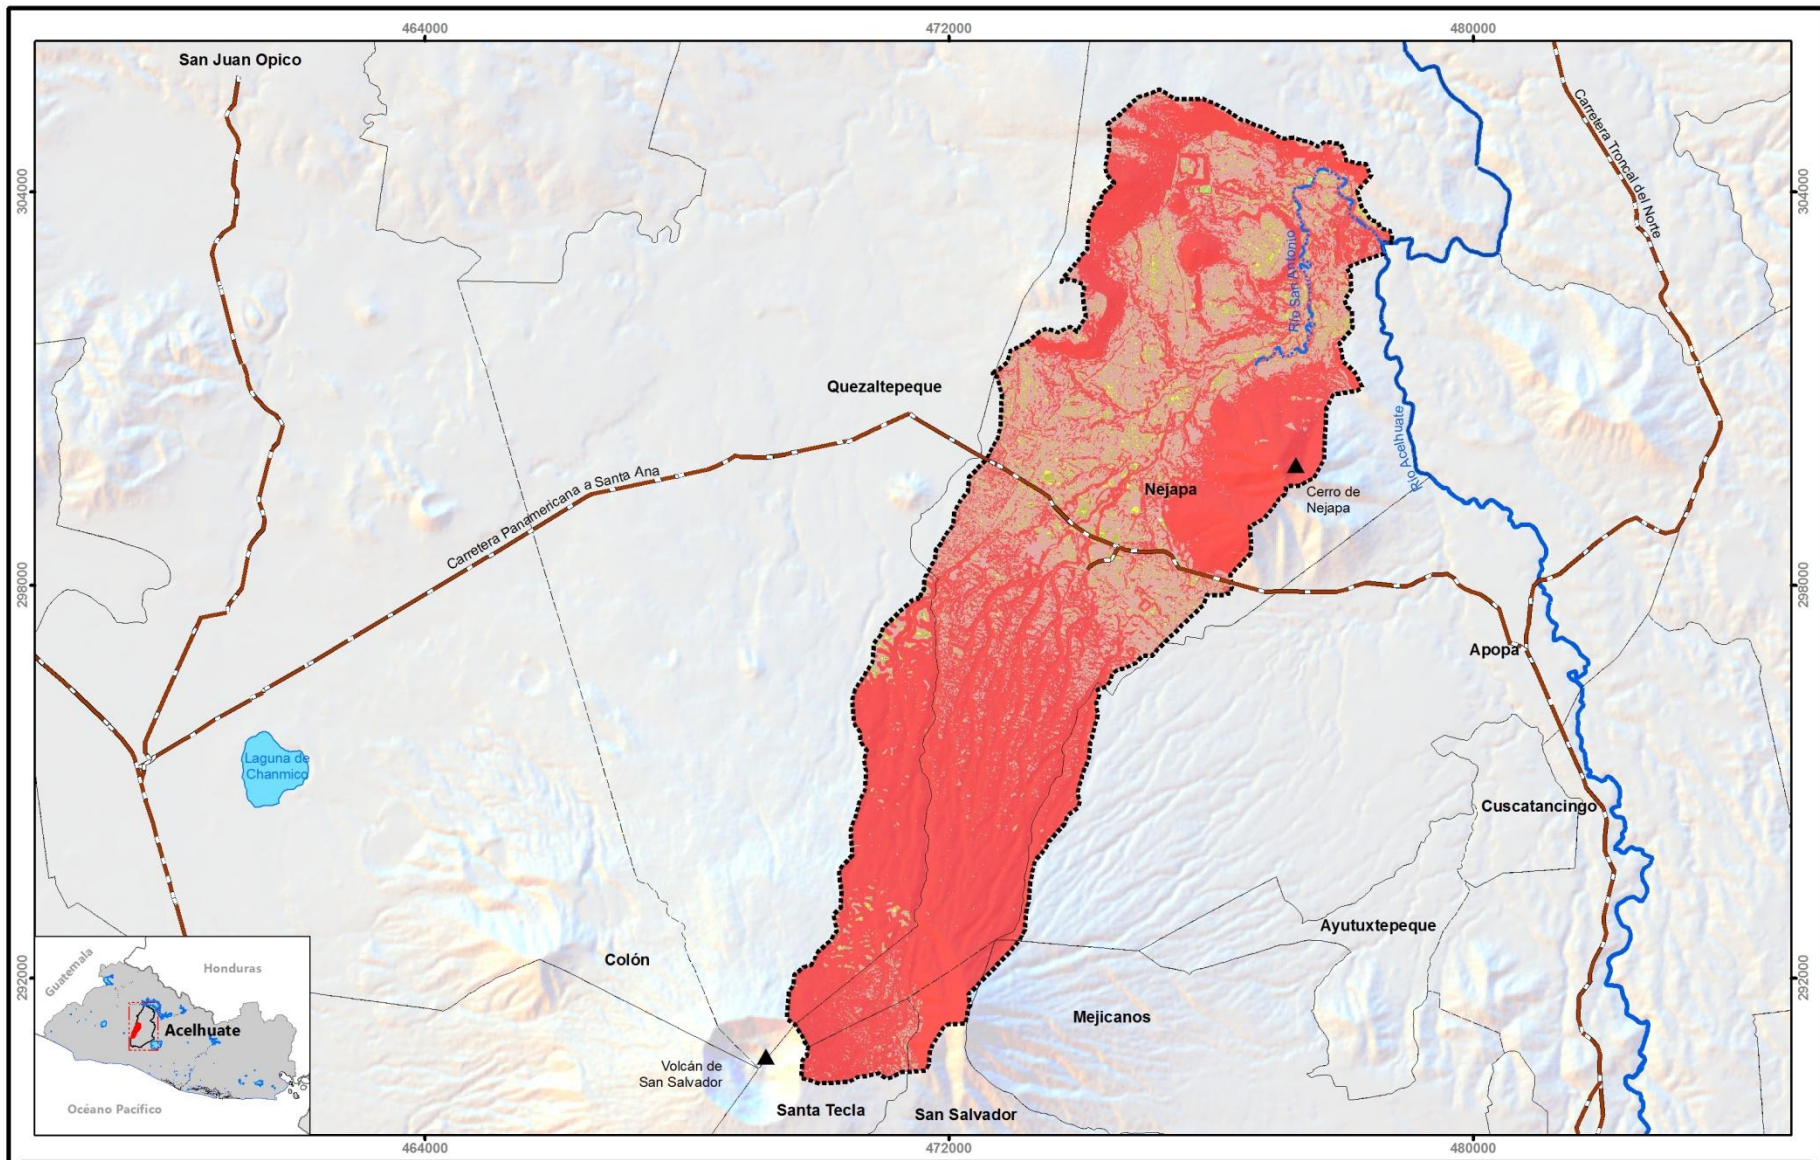 464000
472000
480000
San Juan Opico
Carretera Troncal del Norte
304000
304000
Río San Antonio
Quezaltepeque
Río Acelhuate
Carretera Panamericana a Santa Ana
Nejapa
Cerro de
Nejapa
298000
298000
Apopa
Laguna de
Chanmico
Cuscatancingo
Ayutuxtepeque
Colón
292000
292000
Mejicanos
Volcán de
San Salvador
Santa Tecla
San Salvador
Guatemala
Honduras
Acelhuate
Océano Pacífico
464000
472000
480000